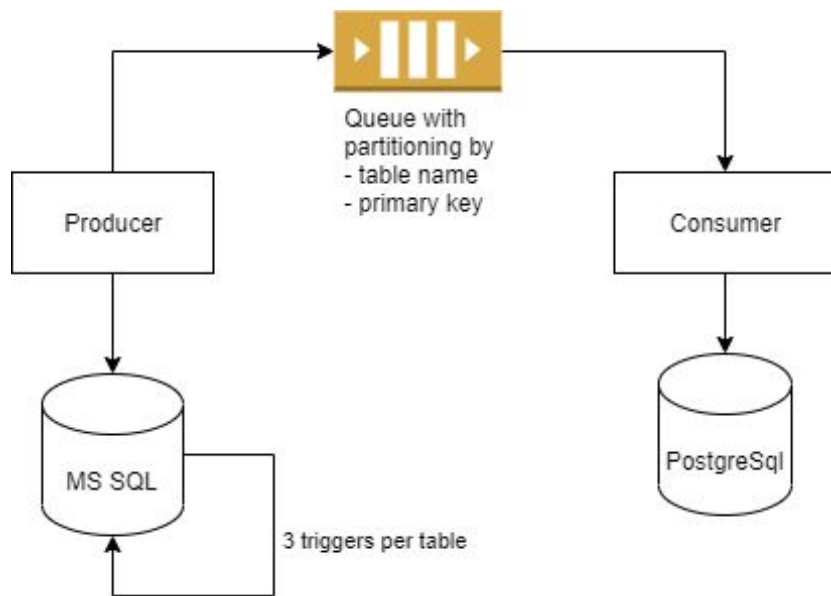 Queue with
partitioning by
- table name
- primary key
Producer
Consumer
MS SQL
PostgreSql
3 triggers per table